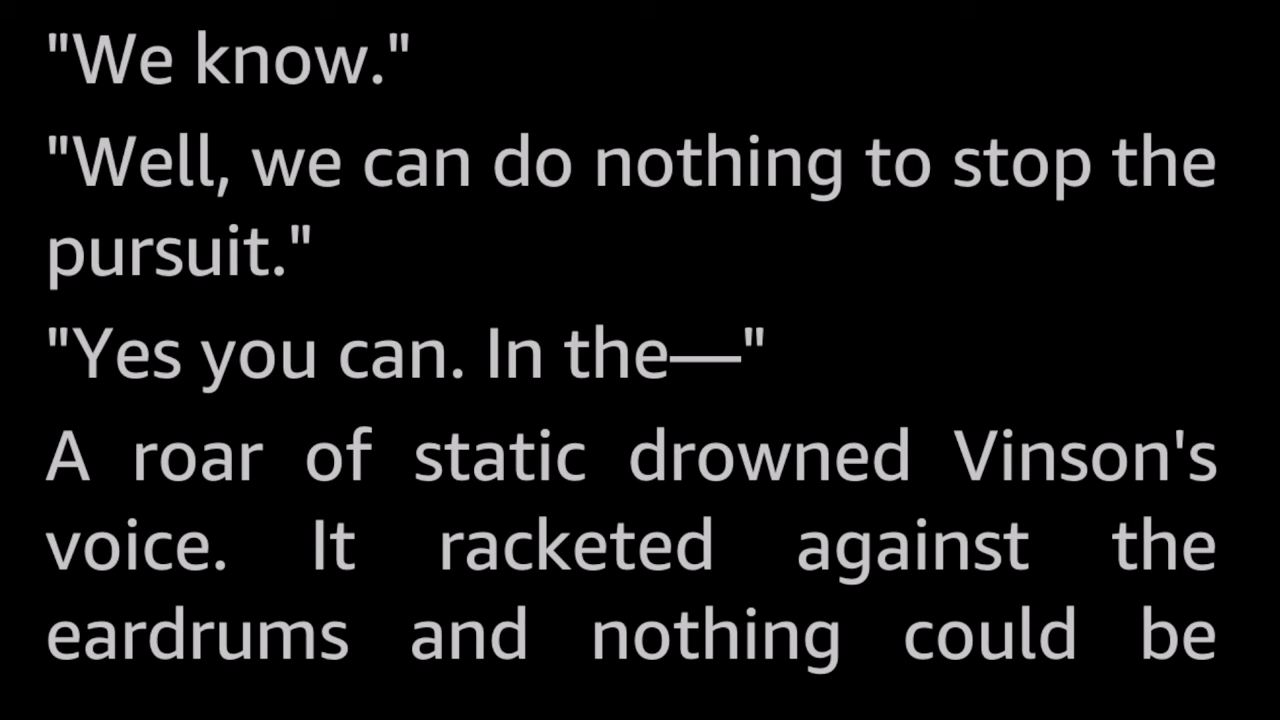 "We know."
"Well, we can do nothing to stop the
pursuit."
"Yes you can. In the—"
A roar of static drowned Vinson's
voice. It racketed against the
eardrums and nothing could be